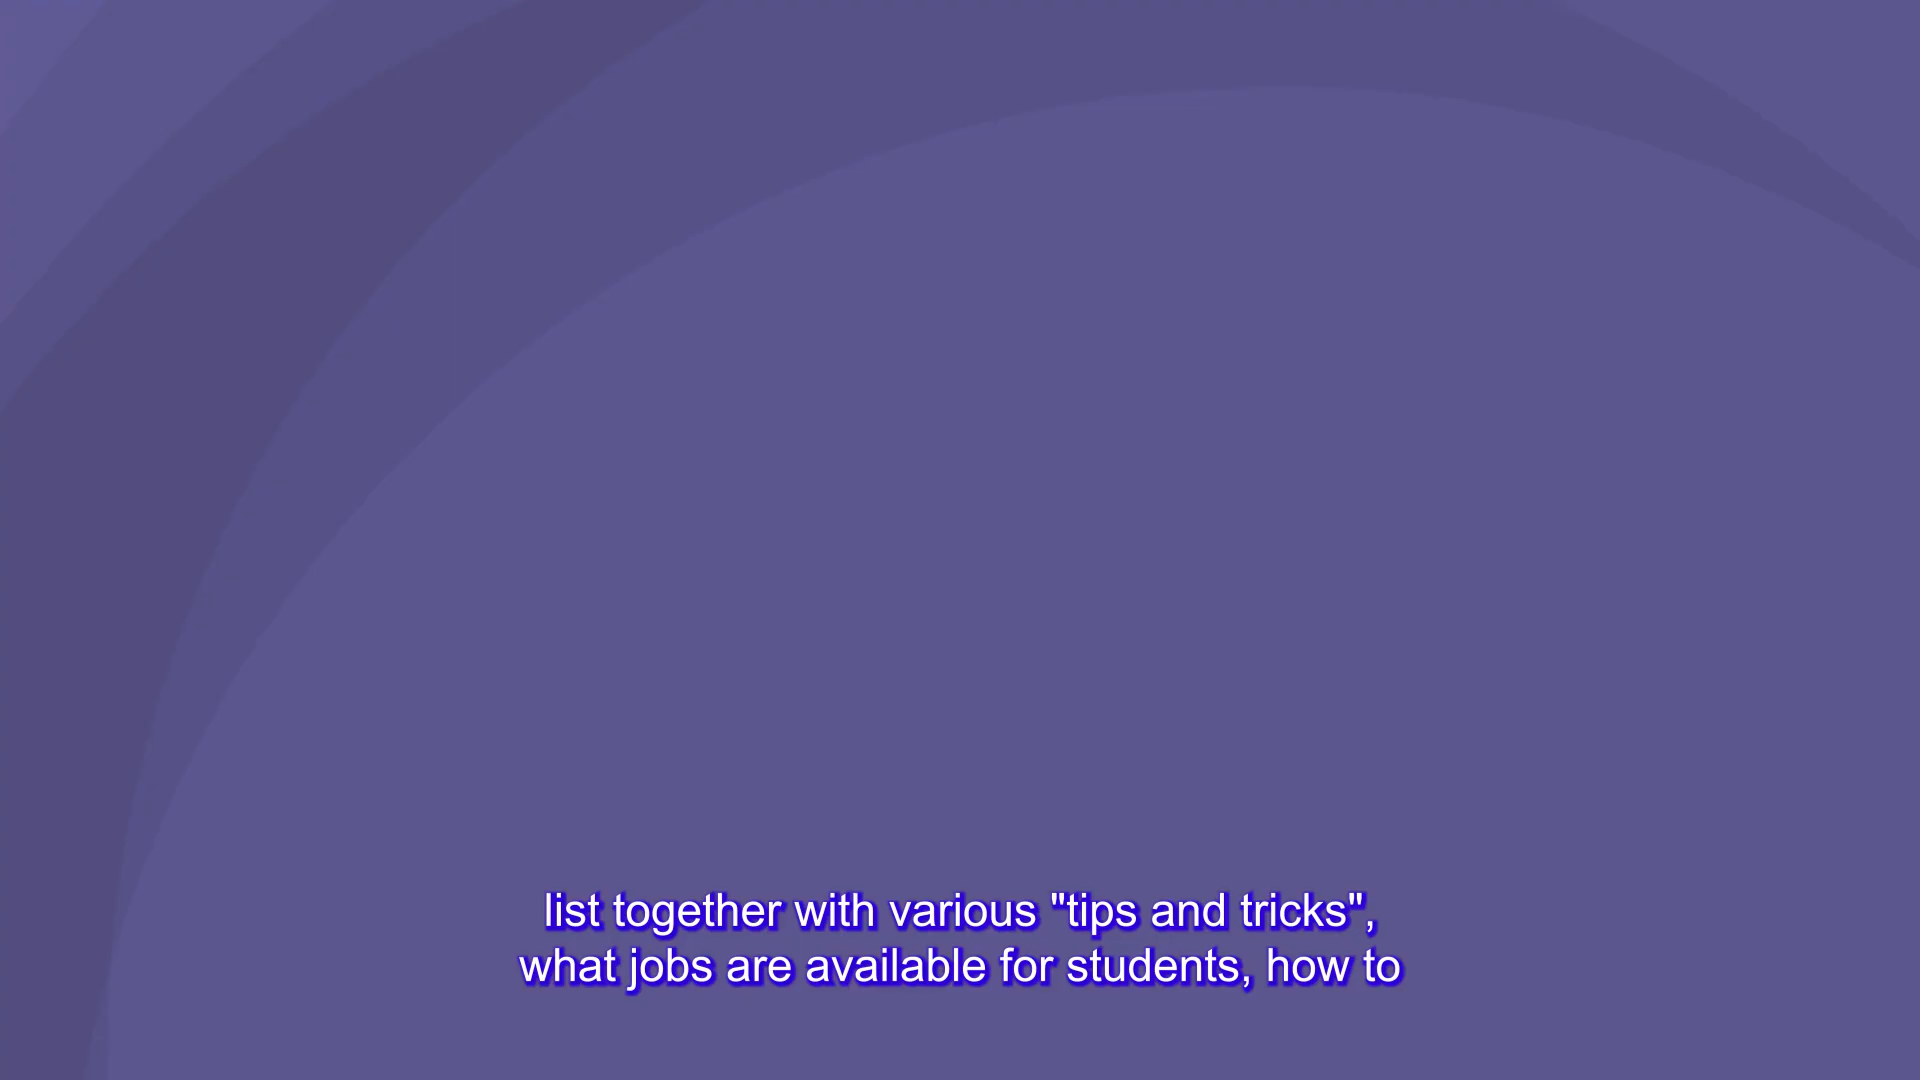 list together with various "tips and tricks",
what jobs are available for students, how to